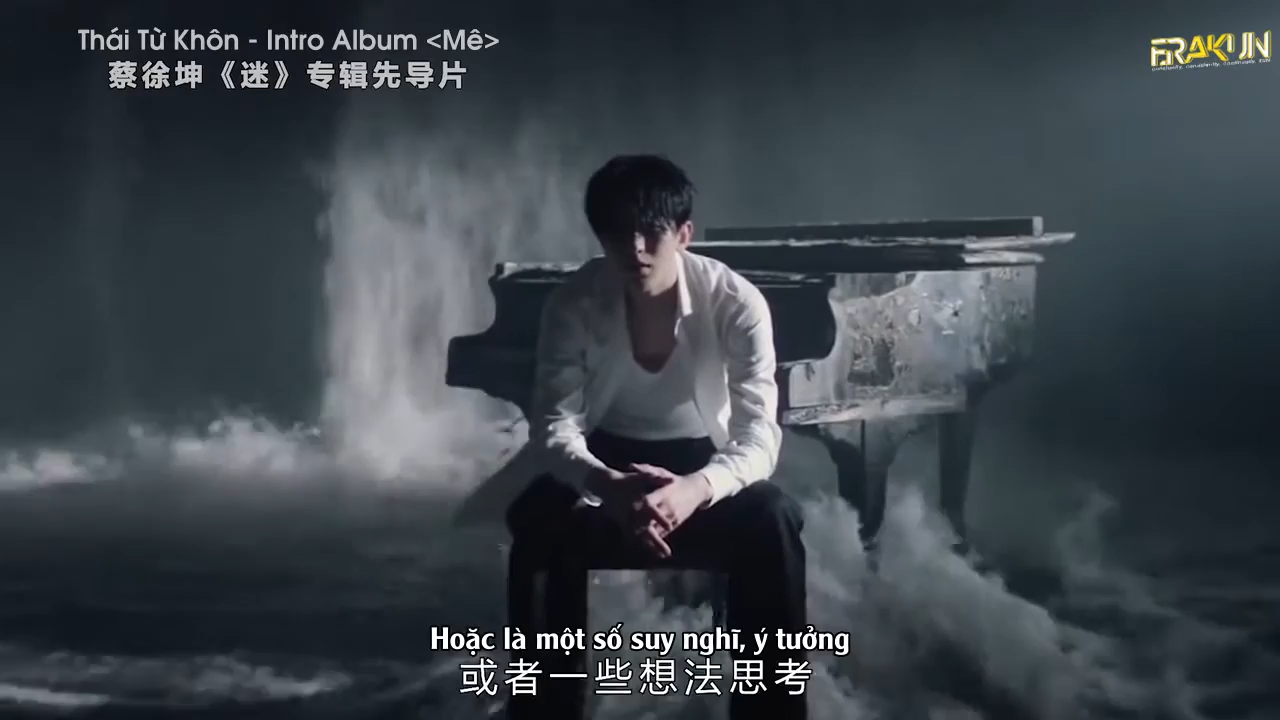 Thái Từ Khôn - Intro Album <Mê>
蔡徐坤《迷》专辑先导片
ERAKUN
Hoặc là một số suy nghĩ, ý tưởng
或者一些想法思考